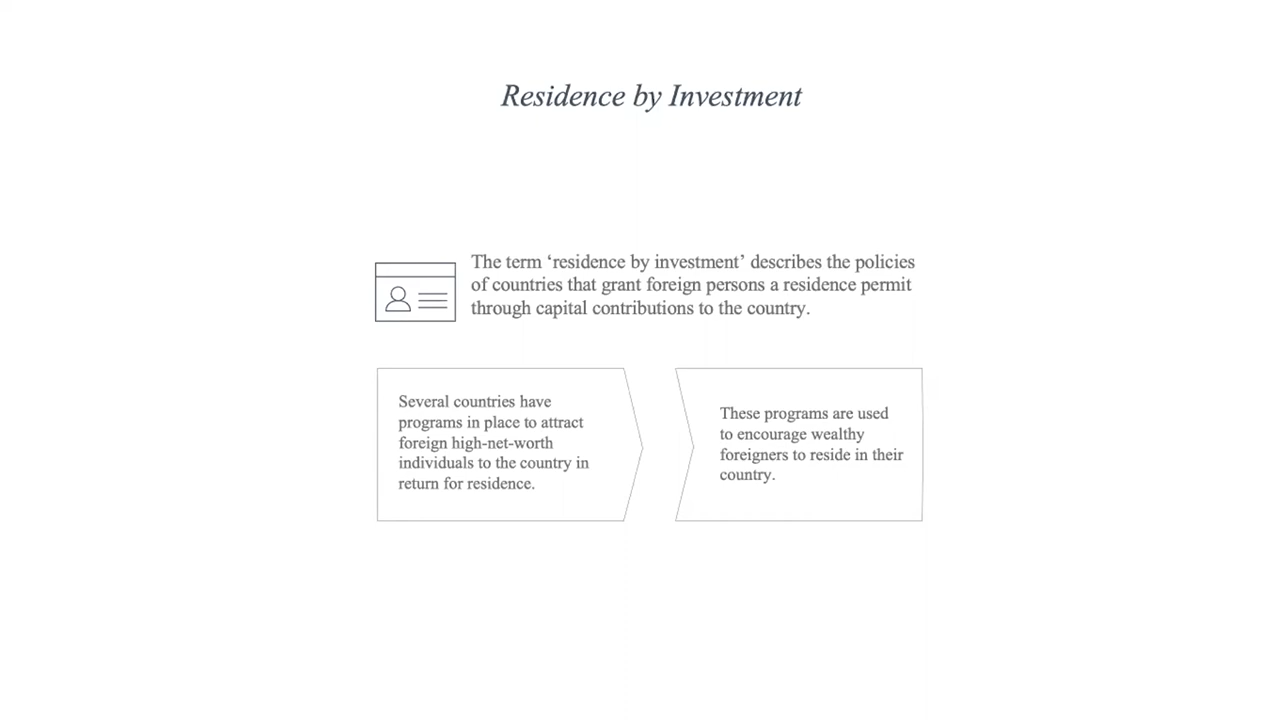 Residence by Investment
The term ‘residence by investment’ describes the policies
of countries that grant foreign persons a residence permit
through capital contributions to the country.
Several countries have
programs in place to attract
foreign high-net-worth
individuals to the country in
return for residence.
These programs are used
to encourage wealthy
foreigners to reside in their
country.